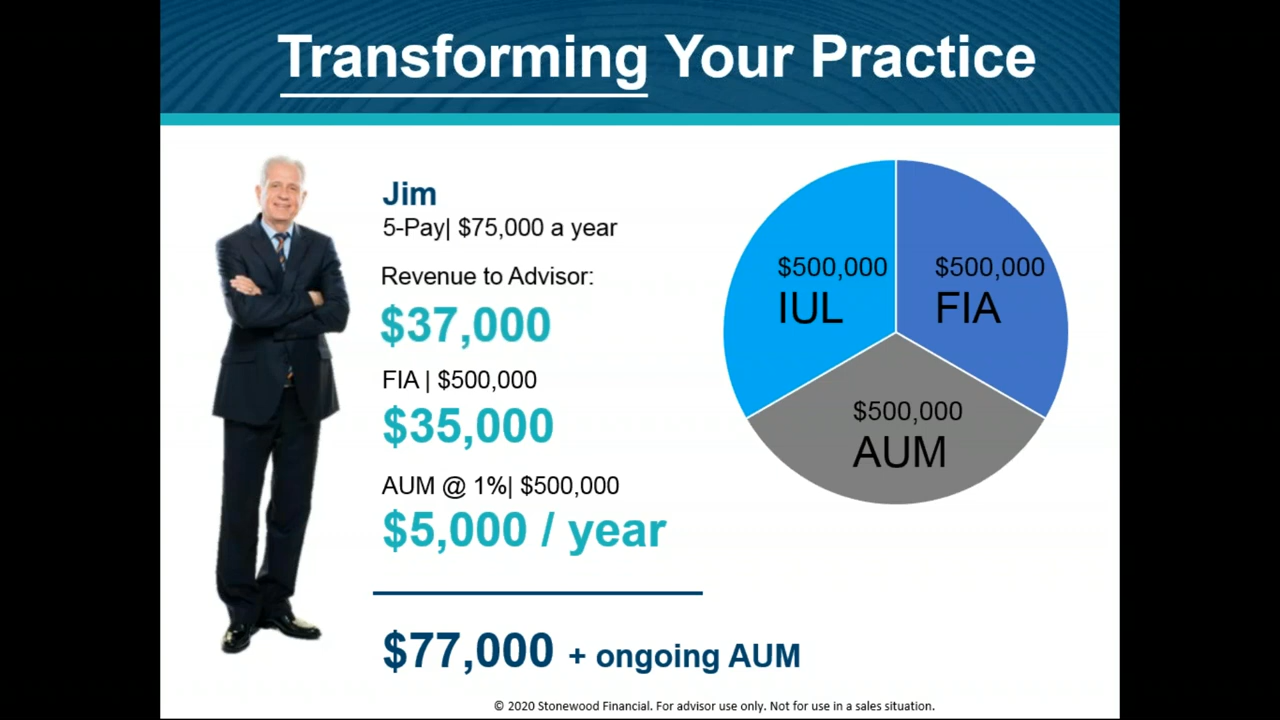 Transforming Your Practice
Jim
5-Pay| $75,000 a year
Revenue to Advisor:
$37,000
FIA | $500,000
$35,000
AUM @ 1%| $500,000
$5,000 / year
$77,000 + ongoing AUM
$500,000
IUL
$500,000
FIA
$500,000
AUM
© 2020 Stonewood Financial. For advisor use only. Not for use in a sales situation.